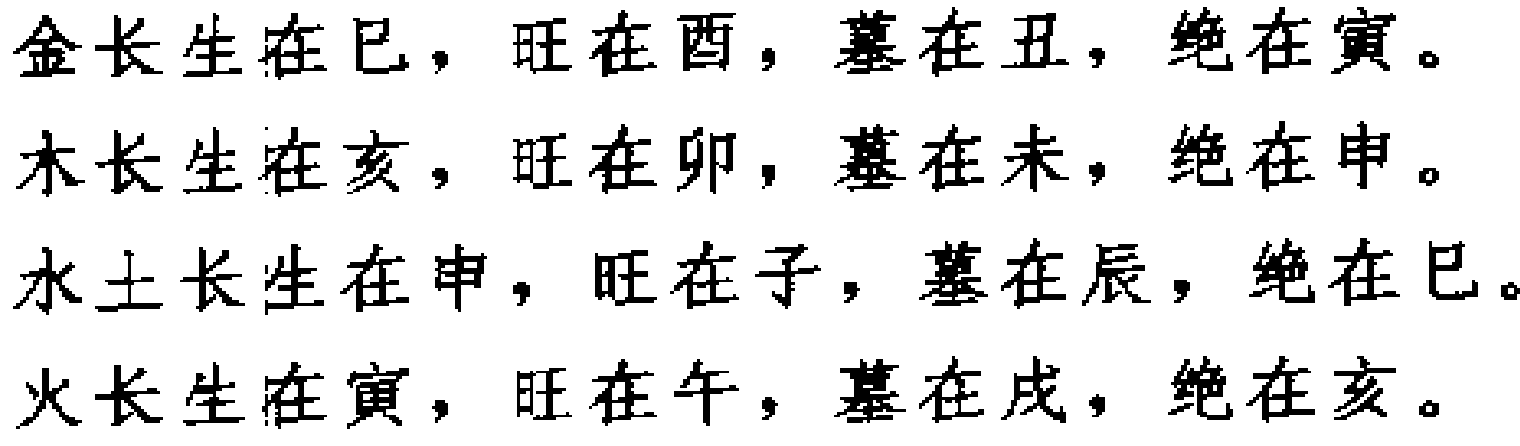 金长生在巳，旺在酉，墓在丑，绝在寅。
木长生在亥，旺在卯，墓在未，绝在申。
水土长生在申，旺在子，墓在辰，绝在巳。
火长生在寅，旺在午，墓在戌，绝在亥。